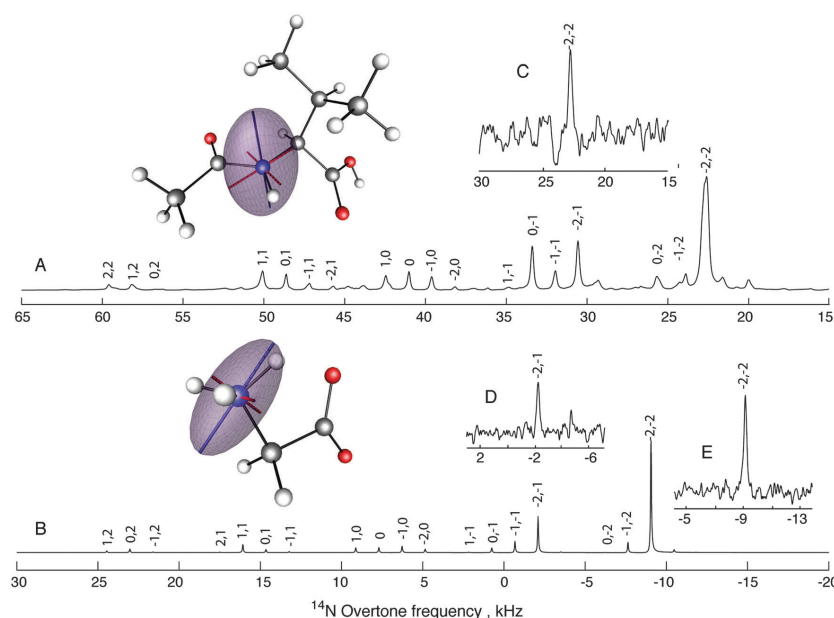 C
2,-2
30 25 20 15
A
2,2 1,2 0,2 1,1 0,1 -1,1 -2,1 1,0 0 -1,0 -2,0 1,-1 0,-1 -1,-1 -2,-1 0,-2 -1,-2 -2,-2
65 60 55 50 45 40 35 30 25 20 15
D
-2,-1
2 -2 -6
E
-2,-2
-5 -9 -13
B
1,2 0,2 -1,2 2,1 1,1 0,1 -1,1 1,0 0 -1,0 -2,0 1,-1 0,-1 -1,-1 -2,-1 0,-2 -1,-2 2,-2
30 25 20 15 10 5 0 -5 -10 -15 -20
¹⁴N Overtone frequency , kHz